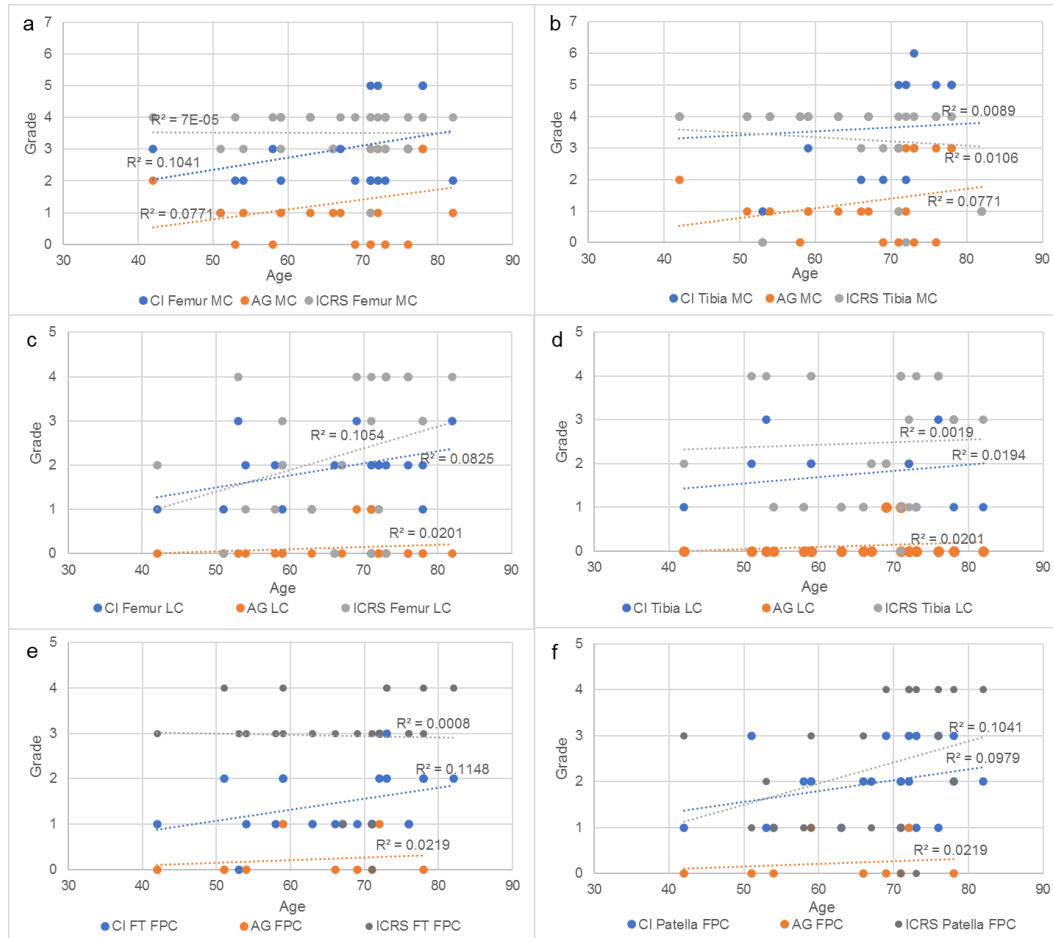 a
7
6
5
4
3
2
1
0
Grade
R² = 7E-05
R² = 0.1041
R² = 0.0771
30 40 50 60 70 80 90
Age
CI Femur MC AG MC ICRS Femur MC
b
7
6
5
4
3
2
1
0
Grade
R² = 0.0089
R² = 0.0106
R² = 0.0771
30 40 50 60 70 80 90
Age
CI Tibia MC AG MC ICRS Tibia MC
c
5
4
3
2
1
0
Grade
R² = 0.1054
R² = 0.0825
R² = 0.0201
30 40 50 60 70 80 90
Age
CI Femur LC AG LC ICRS Femur LC
d
5
4
3
2
1
0
Grade
R² = 0.0019
R² = 0.0194
R² = 0.0201
30 40 50 60 70 80 90
Age
CI Tibia LC AG LC ICRS Tibia LC
e
5
4
3
2
1
0
Grade
R² = 0.0008
R² = 0.1148
R² = 0.0219
30 40 50 60 70 80 90
Age
CI FT FPC AG FPC ICRS FT FPC
f
5
4
3
2
1
0
Grade
R² = 0.1041
R² = 0.0979
R² = 0.0219
30 40 50 60 70 80 90
Age
CI Patella FPC AG FPC ICRS Patella FPC